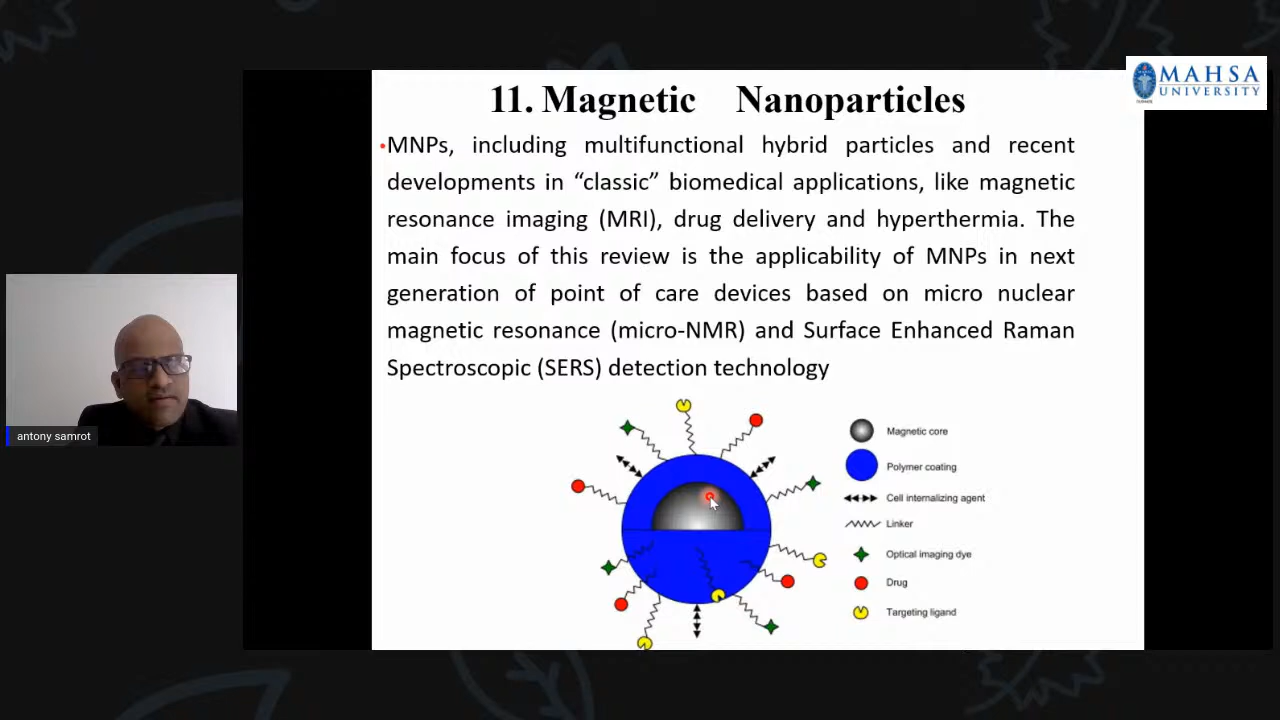 11. Magnetic Nanoparticles
MAHSA
UNIVERSITY
•MNPs, including multifunctional hybrid particles and recent
developments in “classic” biomedical applications, like magnetic
resonance imaging (MRI), drug delivery and hyperthermia. The
main focus of this review is the applicability of MNPs in next
generation of point of care devices based on micro nuclear
magnetic resonance (micro-NMR) and Surface Enhanced Raman
Spectroscopic (SERS) detection technology
antony samrot
Magnetic core
Polymer coating
Cell internalizing agent
Linker
Optical imaging dye
Drug
Targeting ligand